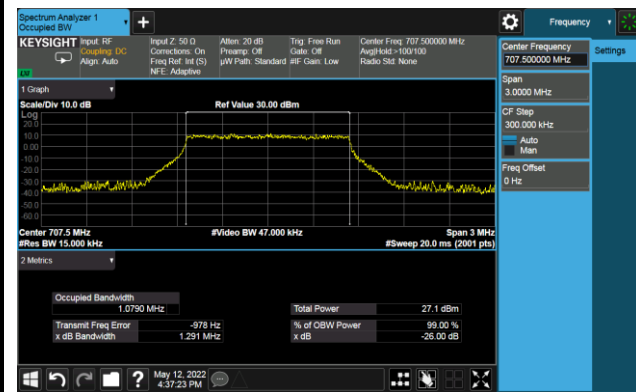 Spectrum Analyzer 1
Occupied BW
+
Frequency
KEYSIGHT
Input: RF
Coupling: DC
Align: Auto
Input Z: 50 Ω
Corrections: On
Freq Ref: Int (S)
NFE: Adaptive
Atten: 20 dB
Preamp: Off
µW Path: Standard
Trig: Free Run
Gate: Off
#IF Gain: Low
Center Freq: 707.500000 MHz
Avg|Hold:>100/100
Radio Std: None
Center Frequency
707.500000 MHz
Settings
Span
3.0000 MHz
CF Step
300.000 kHz
Auto
Man
Freq Offset
0 Hz
1 Graph
Scale/Div 10.0 dB
Ref Value 30.00 dBm
Log
20.0
10.0
0.00
-10.0
-20.0
-30.0
-40.0
-50.0
-60.0
Center 707.5 MHz
#Video BW 47.000 kHz
Span 3 MHz
#Res BW 15.000 kHz
#Sweep 20.0 ms (2001 pts)
2 Metrics
Occupied Bandwidth
1.0790 MHz
Total Power
27.1 dBm
Transmit Freq Error
-978 Hz
% of OBW Power
99.00 %
x dB Bandwidth
1.291 MHz
x dB
-26.00 dB
?
May 12, 2022
4:37:23 PM